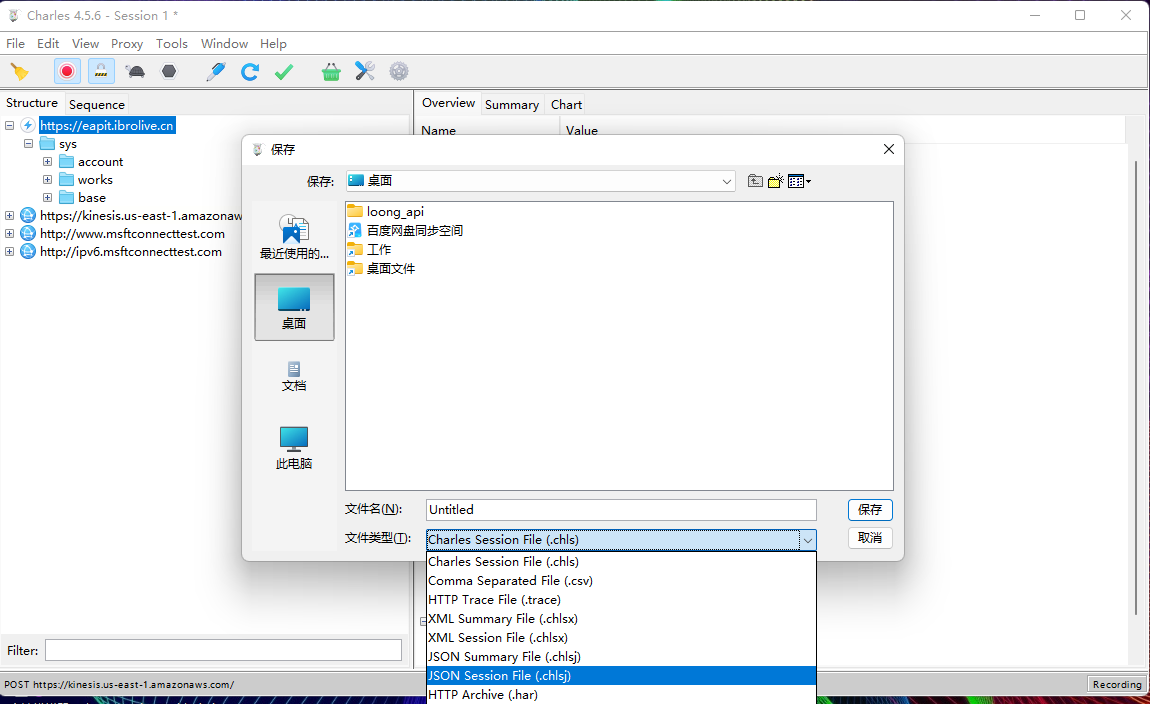 Charles 4.5.6 - Session 1 *
File Edit View Proxy Tools Window Help
Structure Sequence
https://eapit.ibrolive.cn
sys
account
works
base
https://kinesis.us-east-1.amazonaw
http://www.msftconnecttest.com
http://ipv6.msftconnecttest.com
Overview Summary Chart
Name Value
保存
保存: 桌面
最近使用的...
桌面
文档
此电脑
loong_api
百度网盘同步空间
工作
桌面文件
文件名(N): Untitled 保存
文件类型(T): Charles Session File (.chls) 取消
Charles Session File (.chls)
Comma Separated File (.csv)
HTTP Trace File (.trace)
XML Summary File (.chlsx)
XML Session File (.chlsx)
JSON Summary File (.chlsj)
JSON Session File (.chlsj)
HTTP Archive (.har)
Filter:
POST https://kinesis.us-east-1.amazonaws.com/ Recording